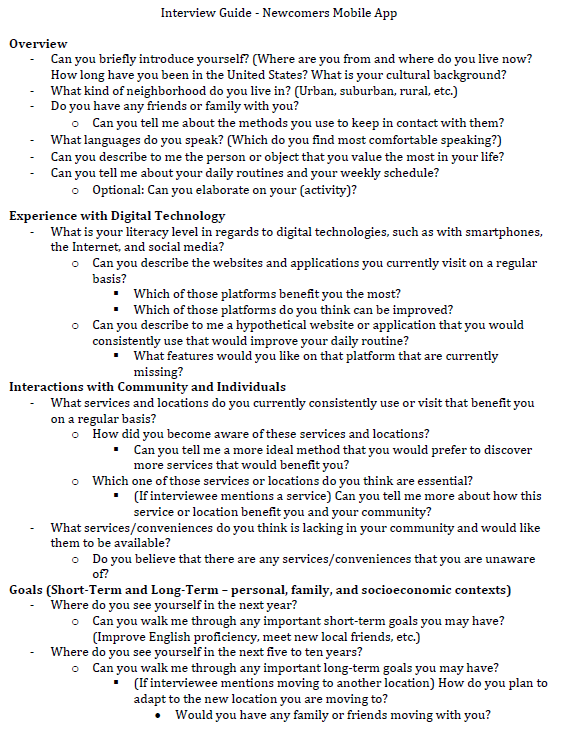 Interview Guide - Newcomers Mobile App
Overview
- Can you briefly introduce yourself? (Where are you from and where do you live now?
How long have you been in the United States? What is your cultural background?
- What kind of neighborhood do you live in? (Urban, suburban, rural, etc.)
- Do you have any friends or family with you?
o Can you tell me about the methods you use to keep in contact with them?
- What languages do you speak? (Which do you find most comfortable speaking?)
- Can you describe to me the person or object that you value the most in your life?
- Can you tell me about your daily routines and your weekly schedule?
o Optional: Can you elaborate on your (activity)?
Experience with Digital Technology
- What is your literacy level in regards to digital technologies, such as with smartphones,
the Internet, and social media?
o Can you describe the websites and applications you currently visit on a regular
basis?
▪ Which of those platforms benefit you the most?
▪ Which of those platforms do you think can be improved?
o Can you describe to me a hypothetical website or application that you would
consistently use that would improve your daily routine?
▪ What features would you like on that platform that are currently
missing?
Interactions with Community and Individuals
- What services and locations do you currently consistently use or visit that benefit you
on a regular basis?
o How did you become aware of these services and locations?
▪ Can you tell me a more ideal method that you would prefer to discover
more services that would benefit you?
o Which one of those services or locations do you think are essential?
▪ (If interviewee mentions a service) Can you tell me more about how this
service or location benefit you and your community?
- What services/conveniences do you think is lacking in your community and would like
them to be available?
o Do you believe that there are any services/conveniences that you are unaware
of?
Goals (Short-Term and Long-Term – personal, family, and socioeconomic contexts)
- Where do you see yourself in the next year?
o Can you walk me through any important short-term goals you may have?
(Improve English proficiency, meet new local friends, etc.)
- Where do you see yourself in the next five to ten years?
o Can you walk me through any important long-term goals you may have?
▪ (If interviewee mentions moving to another location) How do you plan to
adapt to the new location you are moving to?
• Would you have any family or friends moving with you?